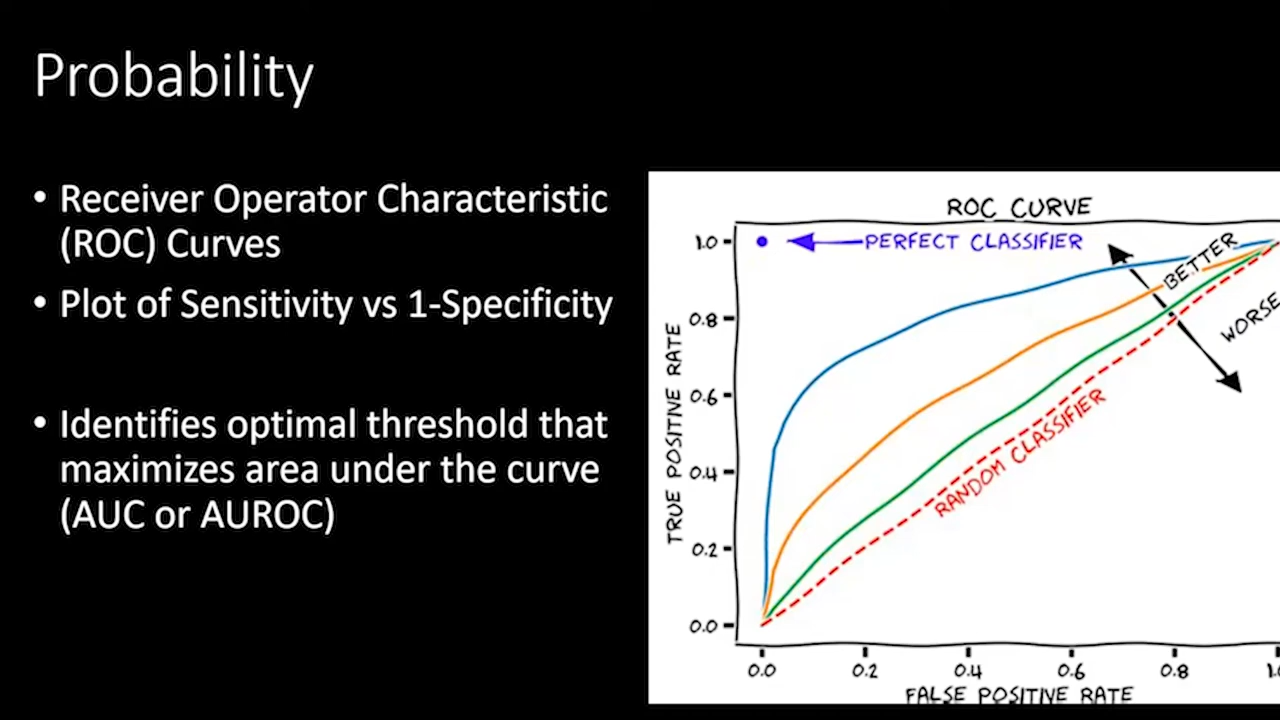 Probability
• Receiver Operator Characteristic
(ROC) Curves
• Plot of Sensitivity vs 1-Specificity
• Identifies optimal threshold that
maximizes area under the curve
(AUC or AUROC)
ROC CURVE
PERFECT CLASSIFIER
BETTER
WORSE
RANDOM CLASSIFIER
TRUE POSITIVE RATE
1.0
0.8
0.6
0.4
0.2
0.0
0.0 0.2 0.4 0.6 0.8 1.
FALSE POSITIVE RATE